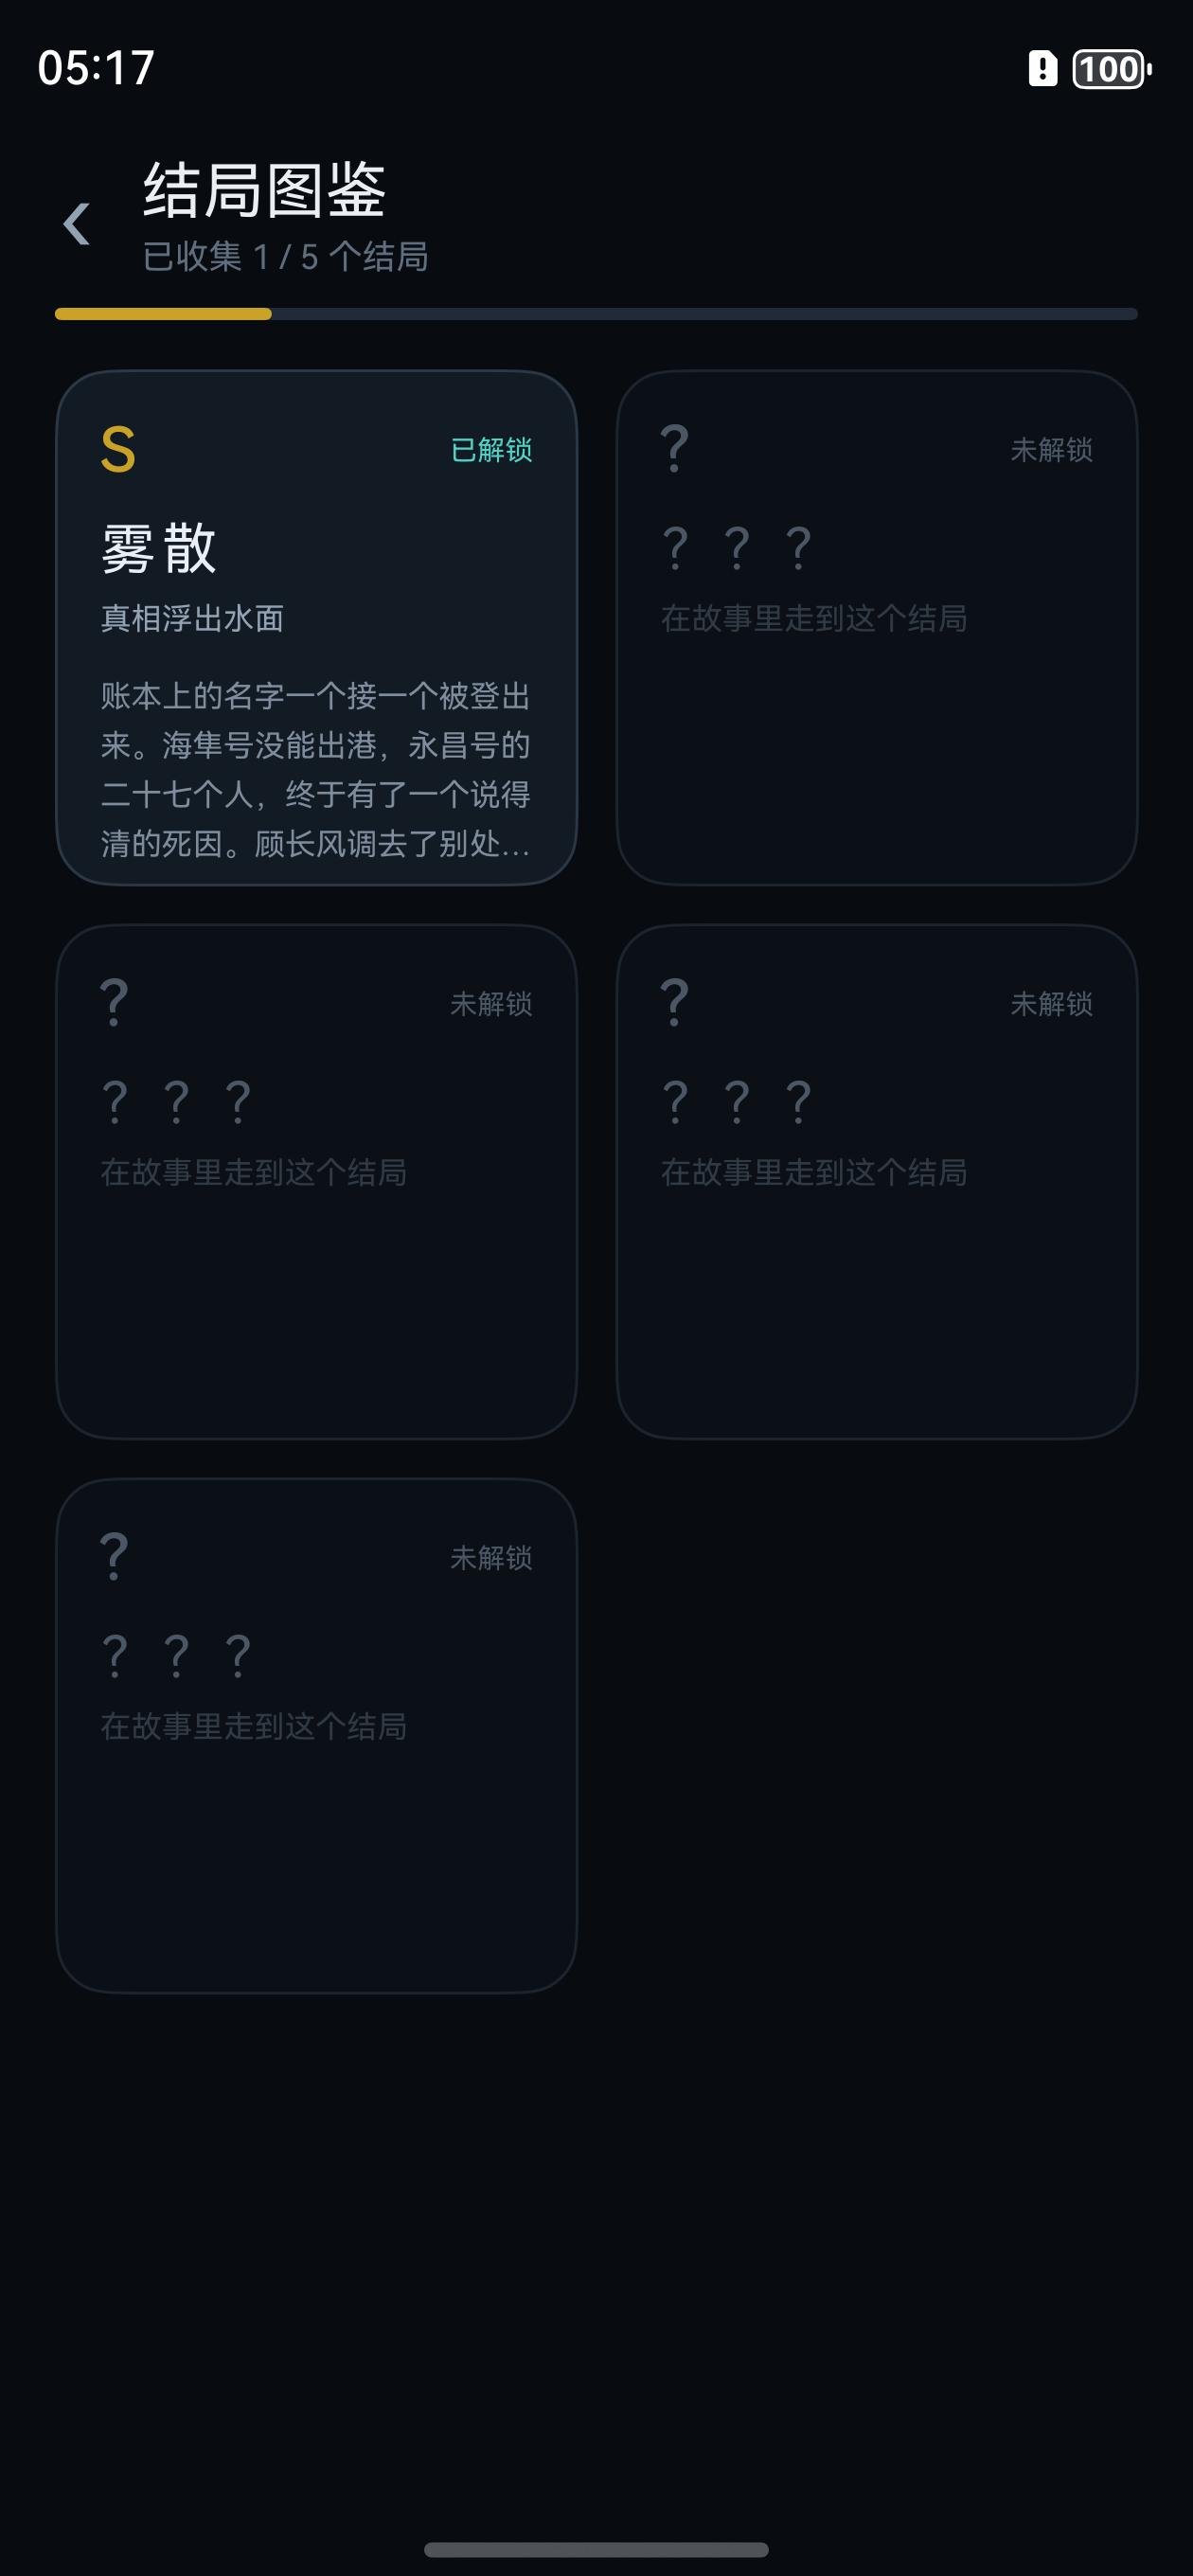 05:17
100
结局图鉴
已收集 1 / 5 个结局
S
已解锁
雾散
真相浮出水面
账本上的名字一个接一个被登出
来。海隼号没能出港，永昌号的
二十七个人，终于有了一个说得
清的死因。顾长风调去了别处…
?
未解锁
？？？
在故事里走到这个结局
?
未解锁
？？？
在故事里走到这个结局
?
未解锁
？？？
在故事里走到这个结局
?
未解锁
？？？
在故事里走到这个结局